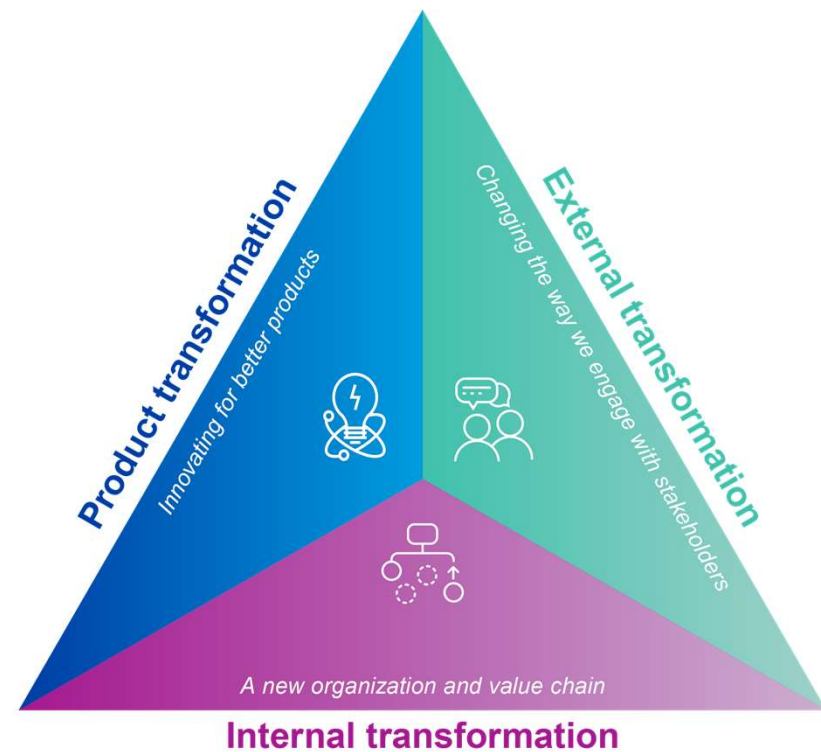 Product transformation
Innovating for better products
External transformation
Changing the way we engage with stakeholders
A new organization and value chain
Internal transformation